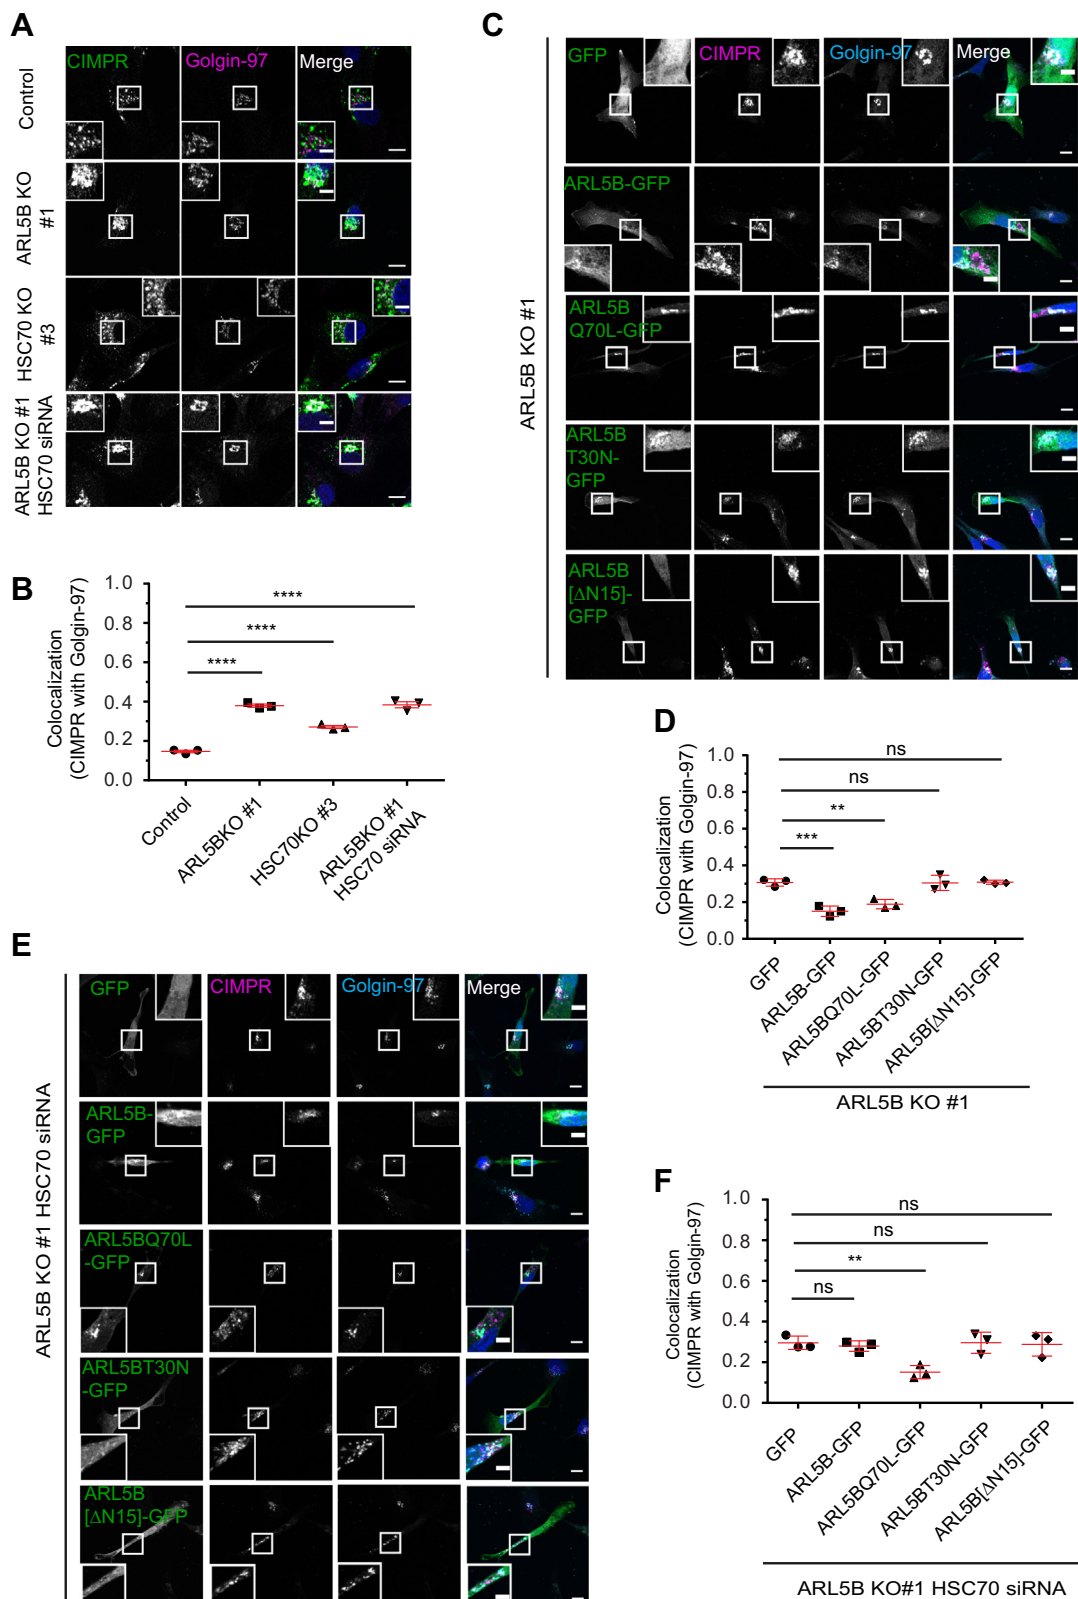 A
CIMPR
Golgin-97
Merge
Control
ARL5B KO
#1
HSC70 KO
#3
ARL5B KO #1
HSC70 siRNA
B
Colocalization
(CIMPR with Golgin-97)
1.0
0.8
0.6
0.4
0.2
0.0
****
****
****
Control
ARL5BKO #1
HSC70KO #3
ARL5BKO #1
HSC70 siRNA
C
ARL5B KO #1
GFP
CIMPR
Golgin-97
Merge
ARL5B-GFP
ARL5B
Q70L-GFP
ARL5B
T30N-
GFP
ARL5B
[ΔN15]-
GFP
D
Colocalization
(CIMPR with Golgin-97)
1.0
0.8
0.6
0.4
0.2
0.0
ns
ns
**
***
GFP
ARL5B-GFP
ARL5BQ70L-GFP
ARL5BT30N-GFP
ARL5B[ΔN15]-GFP
ARL5B KO #1
E
ARL5B KO #1 HSC70 siRNA
GFP
CIMPR
Golgin-97
Merge
ARL5B-
GFP
ARL5BQ70L
-GFP
ARL5BT30N
-GFP
ARL5B
[ΔN15]-GFP
F
Colocalization
(CIMPR with Golgin-97)
1.0
0.8
0.6
0.4
0.2
0.0
ns
ns
**
ns
GFP
ARL5B-GFP
ARL5BQ70L-GFP
ARL5BT30N-GFP
ARL5B[ΔN15]-GFP
ARL5B KO#1 HSC70 siRNA